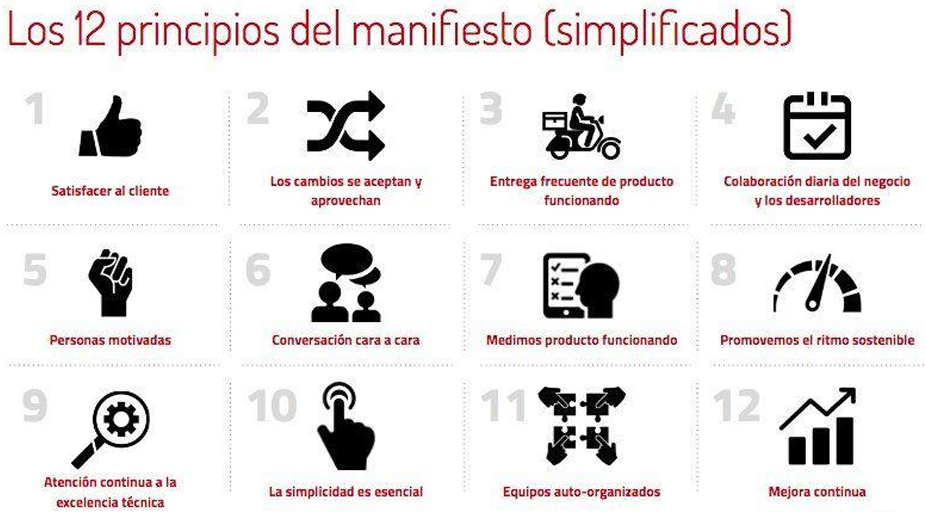 Los 12 principios del manifiesto (simplificados)
1
Satisfacer al cliente
2
Los cambios se aceptan y
aprovechan
3
Entrega frecuente de producto
funcionando
4
Colaboración diaria del negocio
y los desarrolladores
5
Personas motivadas
6
Conversación cara a cara
7
Medimos producto funcionando
8
Promovemos el ritmo sostenible
9
Atención continua a la
excelencia técnica
10
La simplicidad es esencial
11
Equipos auto-organizados
12
Mejora continua